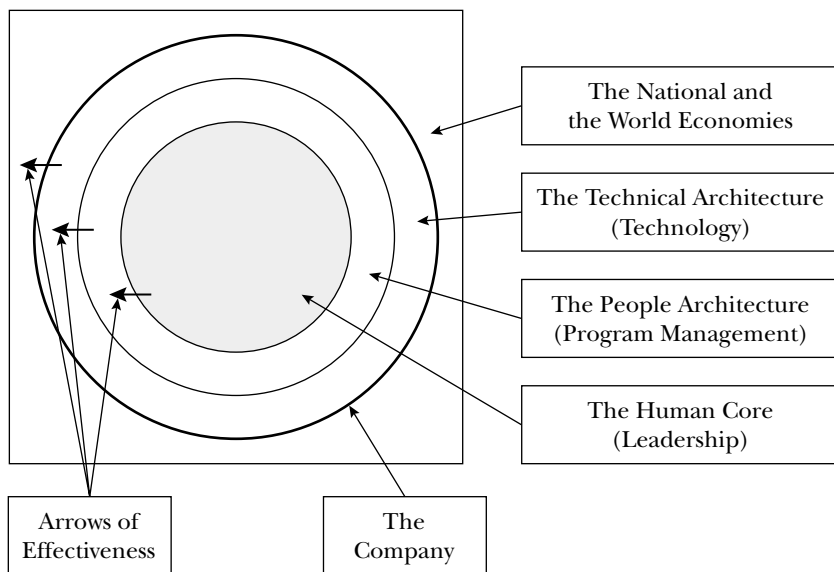 The National and
the World Economies
The Technical Architecture
(Technology)
The People Architecture
(Program Management)
The Human Core
(Leadership)
Arrows of
Effectiveness
The
Company